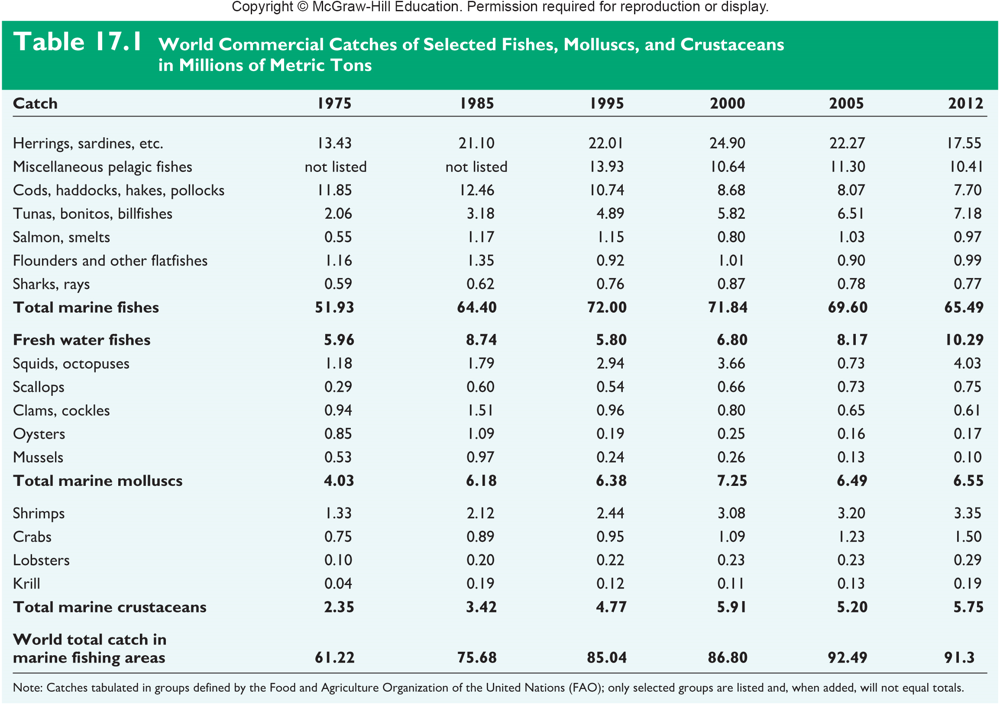 Copyright © McGraw-Hill Education. Permission required for reproduction or display.
Table 17.1 World Commercial Catches of Selected Fishes, Molluscs, and Crustaceans
in Millions of Metric Tons
Catch 1975 1985 1995 2000 2005 2012
Herrings, sardines, etc. 13.43 21.10 22.01 24.90 22.27 17.55
Miscellaneous pelagic fishes not listed not listed 13.93 10.64 11.30 10.41
Cods, haddocks, hakes, pollocks 11.85 12.46 10.74 8.68 8.07 7.70
Tunas, bonitos, billfishes 2.06 3.18 4.89 5.82 6.51 7.18
Salmon, smelts 0.55 1.17 1.15 0.80 1.03 0.97
Flounders and other flatfishes 1.16 1.35 0.92 1.01 0.90 0.99
Sharks, rays 0.59 0.62 0.76 0.87 0.78 0.77
Total marine fishes 51.93 64.40 72.00 71.84 69.60 65.49
Fresh water fishes 5.96 8.74 5.80 6.80 8.17 10.29
Squids, octopuses 1.18 1.79 2.94 3.66 0.73 4.03
Scallops 0.29 0.60 0.54 0.66 0.73 0.75
Clams, cockles 0.94 1.51 0.96 0.80 0.65 0.61
Oysters 0.85 1.09 0.19 0.25 0.16 0.17
Mussels 0.53 0.97 0.24 0.26 0.13 0.10
Total marine molluscs 4.03 6.18 6.38 7.25 6.49 6.55
Shrimps 1.33 2.12 2.44 3.08 3.20 3.35
Crabs 0.75 0.89 0.95 1.09 1.23 1.50
Lobsters 0.10 0.20 0.22 0.23 0.23 0.29
Krill 0.04 0.19 0.12 0.11 0.13 0.19
Total marine crustaceans 2.35 3.42 4.77 5.91 5.20 5.75
World total catch in
marine fishing areas 61.22 75.68 85.04 86.80 92.49 91.3
Note: Catches tabulated in groups defined by the Food and Agriculture Organization of the United Nations (FAO); only selected groups are listed and, when added, will not equal totals.